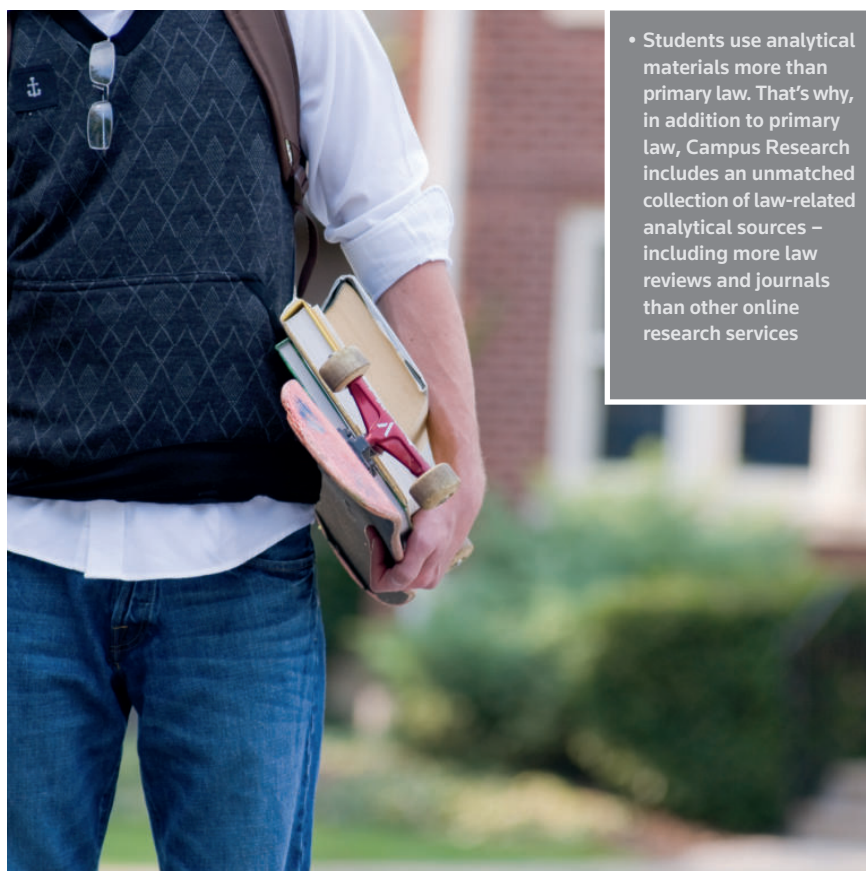 • Students use analytical
materials more than
primary law. That’s why,
in addition to primary
law, Campus Research
includes an unmatched
collection of law-related
analytical sources –
including more law
reviews and journals
than other online
research services